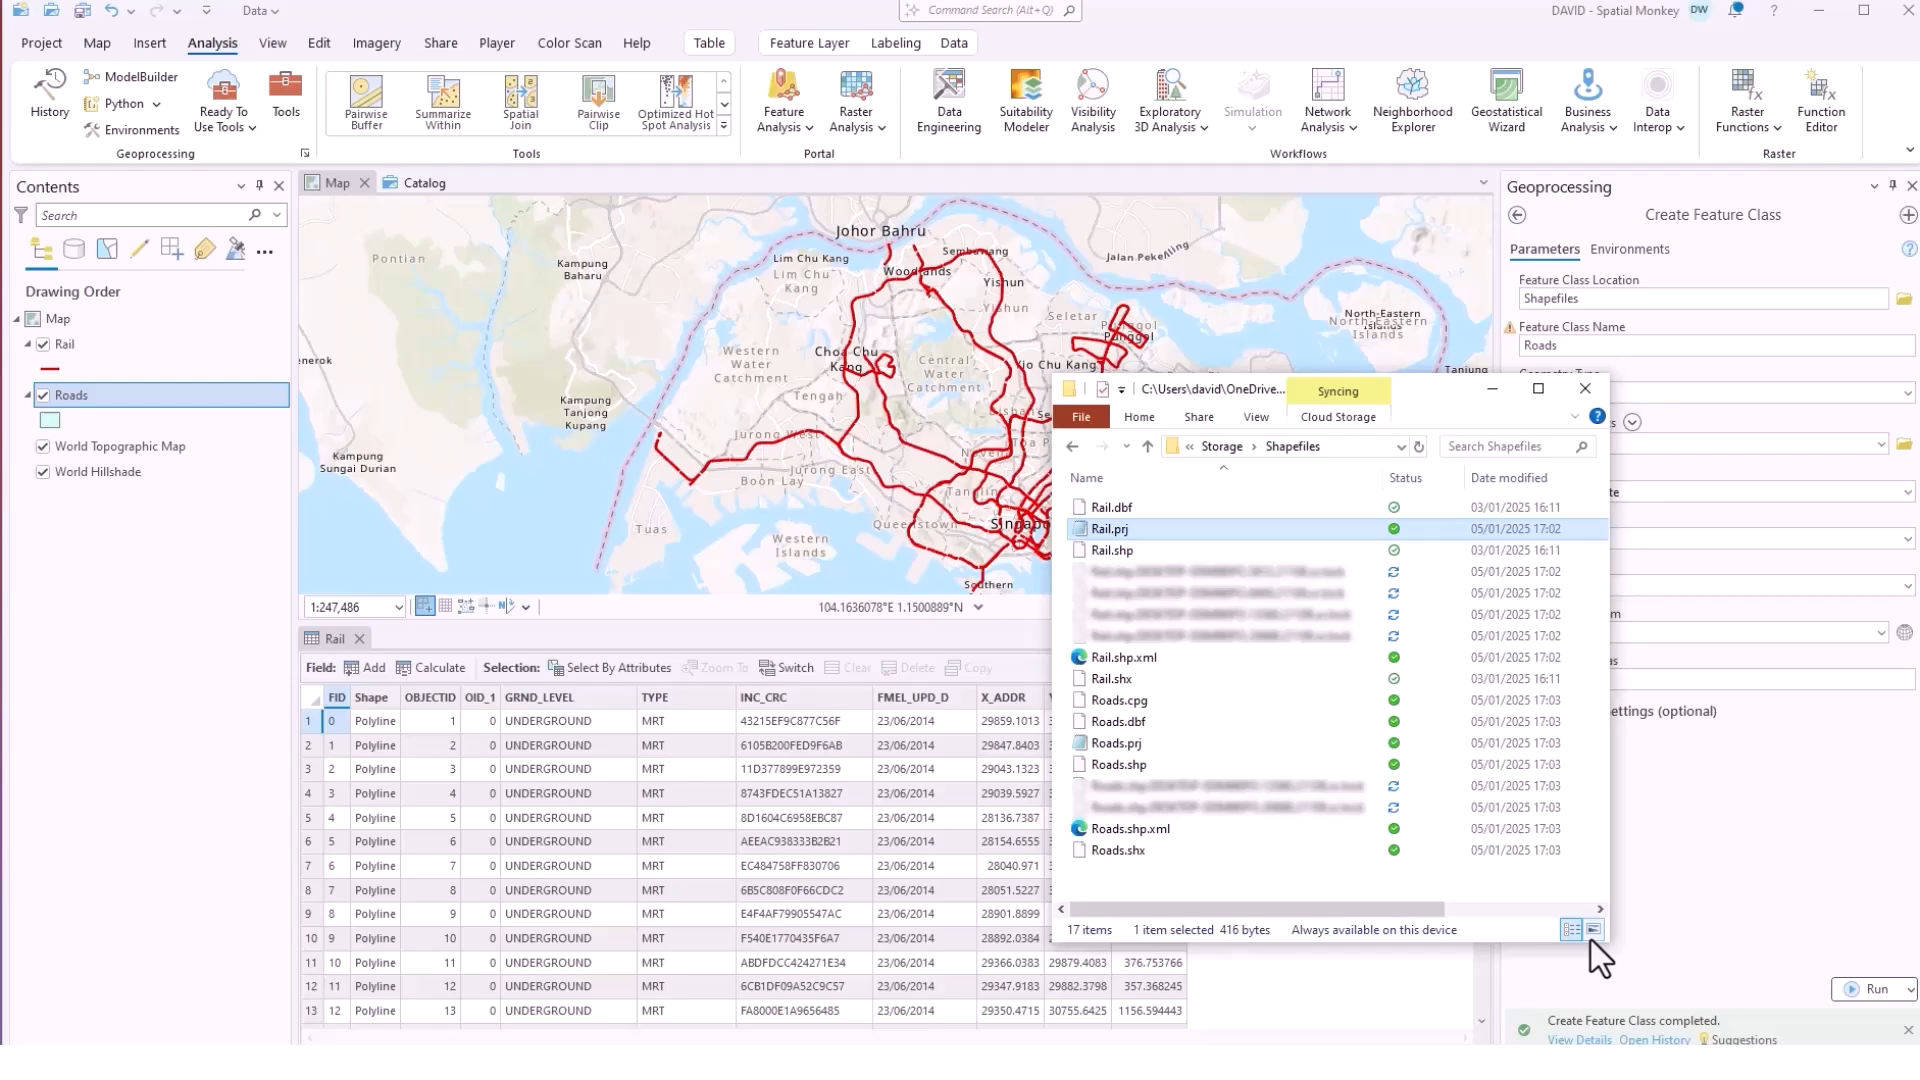 Data
Command Search (Alt+Q)
DAVID - Spatial Monkey DW
Project Map Insert Analysis View Edit Imagery Share Player Color Scan Help Table Feature Layer Labeling Data
History
ModelBuilder
Python
Environments
Ready To Use Tools
Tools
Geoprocessing
Pairwise Buffer
Summarize Within
Spatial Join
Pairwise Clip
Optimized Hot Spot Analysis
Tools
Feature Analysis
Raster Analysis
Portal
Data Engineering
Suitability Modeler
Visibility Analysis
Exploratory 3D Analysis
Simulation
Network Analysis
Neighborhood Explorer
Geostatistical Wizard
Business Analysis
Data Interop
Workflows
Raster Functions
Function Editor
Raster
Contents
Search
Drawing Order
Map
Rail
Roads
World Topographic Map
World Hillshade
Map Catalog
Pontian
Johor Bahru
Kampung Baharu
Lim Chu Kang
Lim Chu Kang
Sembawang
Woodlands
Yishun
Yishun
Jalan Pekeliling
Seletar
Punggol
Punggol
North-Eastern Islands
North-Eastern Islands
enerok
Western Water Catchment
Choa Chu Kang
Central Water Catchment
Tanjung
Kampung Tanjong Kupang
Tengah
Jurong West
Kampung Sungai Durian
Jurong East
Boon Lay
Tuas
Western Islands
Southern
1:247,486
104.1636078°E 1.1500889°N
Rail
Field: Add Calculate Selection: Select By Attributes Zoom To Switch Clear Delete Copy
FID Shape OBJECTID OID_1 GRND_LEVEL TYPE INC_CRC FMEL_UPD_D X_ADDR
1 0 Polyline 1 0 UNDERGROUND MRT 43215EF9C877C56F 23/06/2014 29859.1013
2 1 Polyline 2 0 UNDERGROUND MRT 6105B200FED9F6AB 23/06/2014 29847.8403
3 2 Polyline 3 0 UNDERGROUND MRT 11D377899E972359 23/06/2014 29043.1323
4 3 Polyline 4 0 UNDERGROUND MRT 8743FDEC51A13827 23/06/2014 29039.5927
5 4 Polyline 5 0 UNDERGROUND MRT 8D1604C6958EBC87 23/06/2014 28136.7387
6 5 Polyline 6 0 UNDERGROUND MRT AEEAC938333B2B21 23/06/2014 28154.6555
7 6 Polyline 7 0 UNDERGROUND MRT EC484758FF830706 23/06/2014 28040.971
8 7 Polyline 8 0 UNDERGROUND MRT 6B5C808F0F66CDC2 23/06/2014 28051.5227
9 8 Polyline 9 0 UNDERGROUND MRT E4F4AF79905547AC 23/06/2014 28901.8899
10 9 Polyline 10 0 UNDERGROUND MRT F540E1770435F6A7 23/06/2014 28892.0384
11 10 Polyline 11 0 UNDERGROUND MRT ABDFDCC424271E34 23/06/2014 29366.0383 29879.4083 376.753766
12 11 Polyline 12 0 UNDERGROUND MRT 6CB1DF09A52C9C57 23/06/2014 29347.9183 29882.3798 357.368245
13 12 Polyline 13 0 UNDERGROUND MRT FA8000E1A9656485 23/06/2014 29350.4715 30755.6425 1156.594443
C:\Users\david\OneDrive... Syncing
File Home Share View Cloud Storage
Storage Shapefiles
Search Shapefiles
Name Status Date modified
Rail.dbf 03/01/2025 16:11
Rail.prj 05/01/2025 17:02
Rail.shp 03/01/2025 16:11
05/01/2025 17:02
05/01/2025 17:02
05/01/2025 17:02
05/01/2025 17:02
Rail.shp.xml 05/01/2025 17:02
Rail.shx 03/01/2025 16:11
Roads.cpg 05/01/2025 17:03
Roads.dbf 05/01/2025 17:03
Roads.prj 05/01/2025 17:03
Roads.shp 05/01/2025 17:03
05/01/2025 17:03
05/01/2025 17:03
Roads.shp.xml 05/01/2025 17:03
Roads.shx 05/01/2025 17:03
17 items 1 item selected 416 bytes Always available on this device
Geoprocessing
Create Feature Class
Parameters Environments
Feature Class Location
Shapefiles
Feature Class Name
Roads
ettings (optional)
Run
Create Feature Class completed.
View Details Open History Suggestions